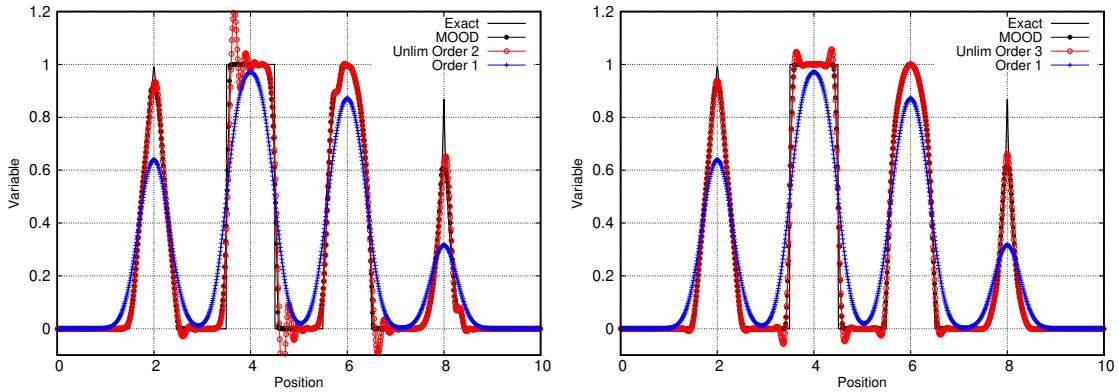 Variable
1.2
1
0.8
0.6
0.4
0.2
0
0
2
4
6
8
10
Position
Exact
MOOD
Unlim Order 2
Order 1
Variable
1.2
1
0.8
0.6
0.4
0.2
0
0
2
4
6
8
10
Position
Exact
MOOD
Unlim Order 3
Order 1